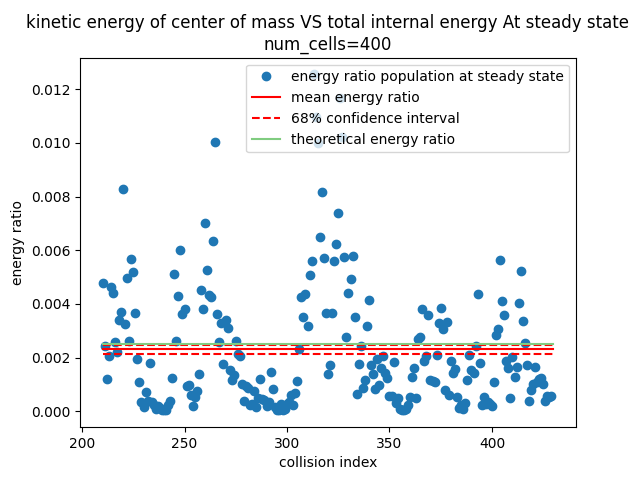 kinetic energy of center of mass VS total internal energy At steady state
num_cells=400
energy ratio population at steady state
mean energy ratio
68% confidence interval
theoretical energy ratio
energy ratio
0.012
0.010
0.008
0.006
0.004
0.002
0.000
200 250 300 350 400
collision index